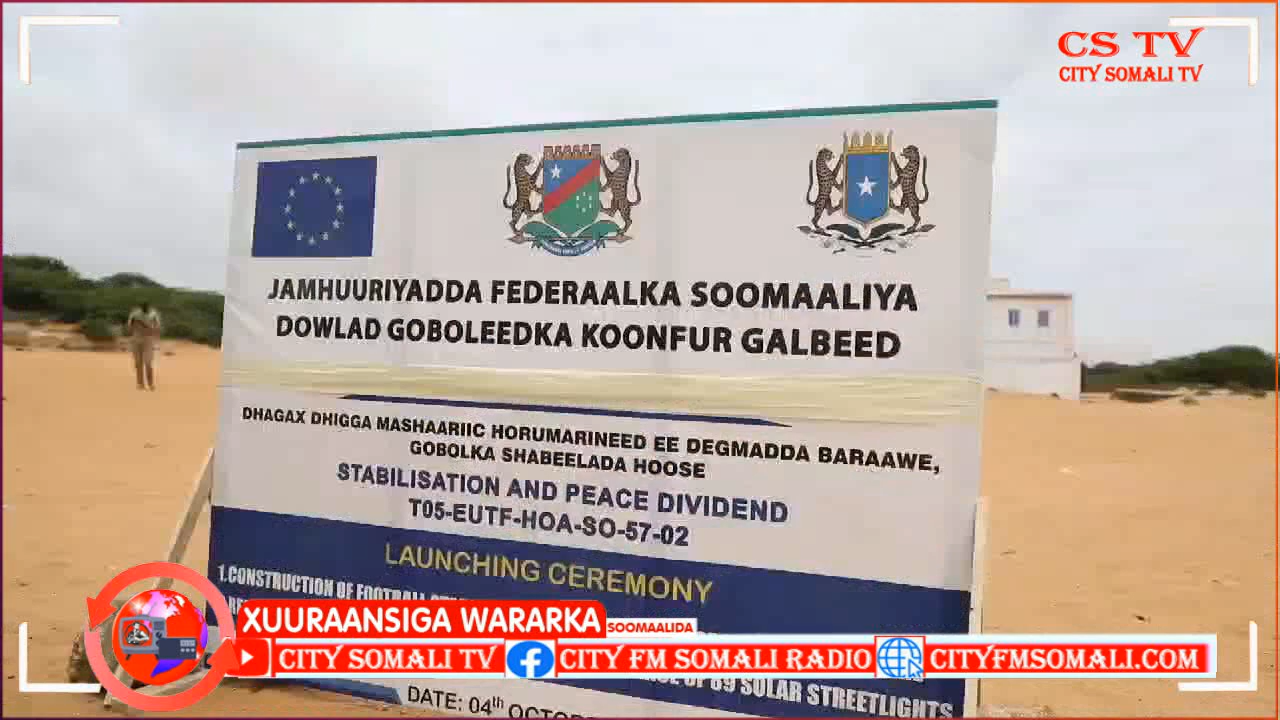 CS TV
CITY SOMALI TV
JAMHUURIYADDA FEDERAALKA SOOMAALIYA
DOWLAD GOBOLEEDKA KOONFUR GALBEED
DHAGAX DHIGGA MASHAARIIC HORUMARINEED EE DEGMADDA BARAAWE,
GOBOLKA SHABEELADA HOOSE
STABILISATION AND PEACE DIVIDEND
T05-EUTF-HOA-SO-57-02
LAUNCHING CEREMONY
1.CONSTRUCTION OF FOOTBALL
OF 89 SOLAR STREETLIGHTS
DATE: 04th
XUURAANSIGA WARARKA
SOOMAALIDA
CITY SOMALI TV
CITY FM SOMALI RADIO
CITYFMSOMALI.COM